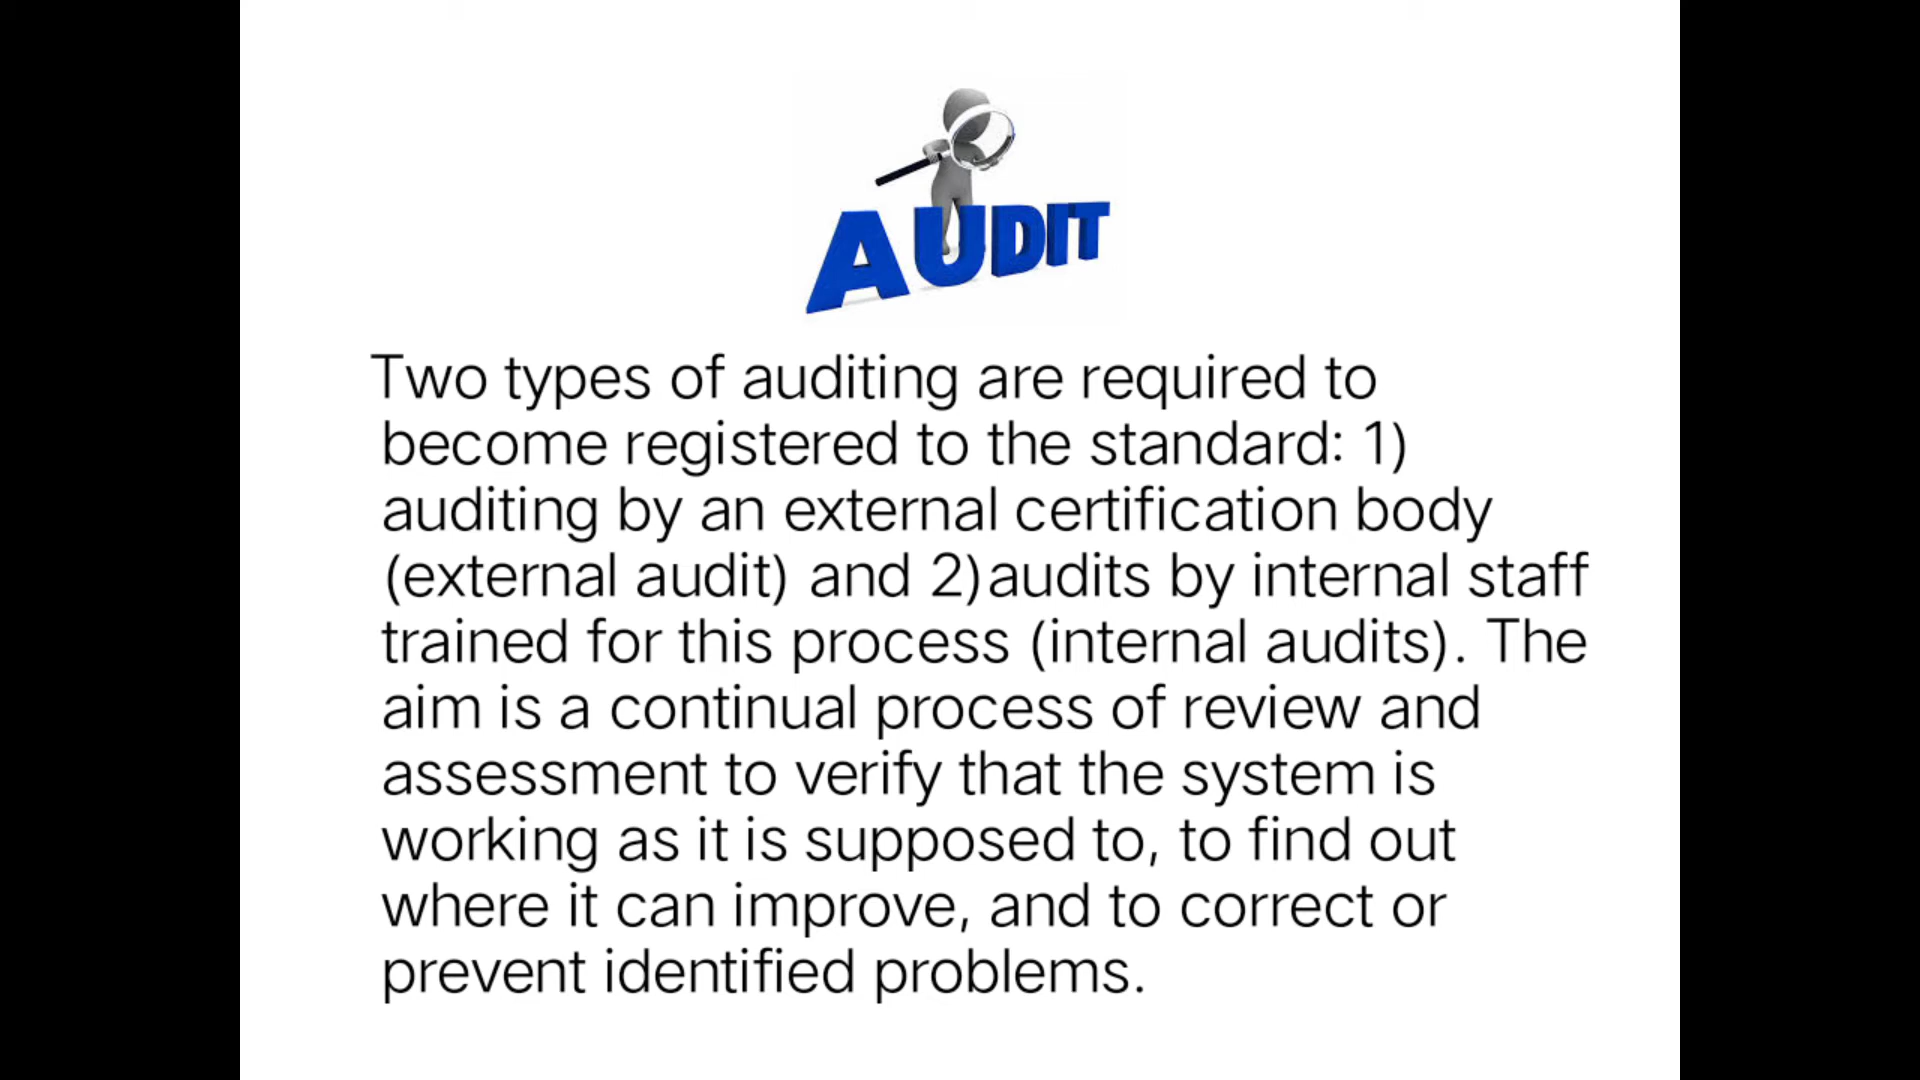 AUDIT
Two types of auditing are required to
become registered to the standard: 1)
auditing by an external certification body
(external audit) and 2)audits by internal staff
trained for this process (internal audits). The
aim is a continual process of review and
assessment to verify that the system is
working as it is supposed to, to find out
where it can improve, and to correct or
prevent identified problems.